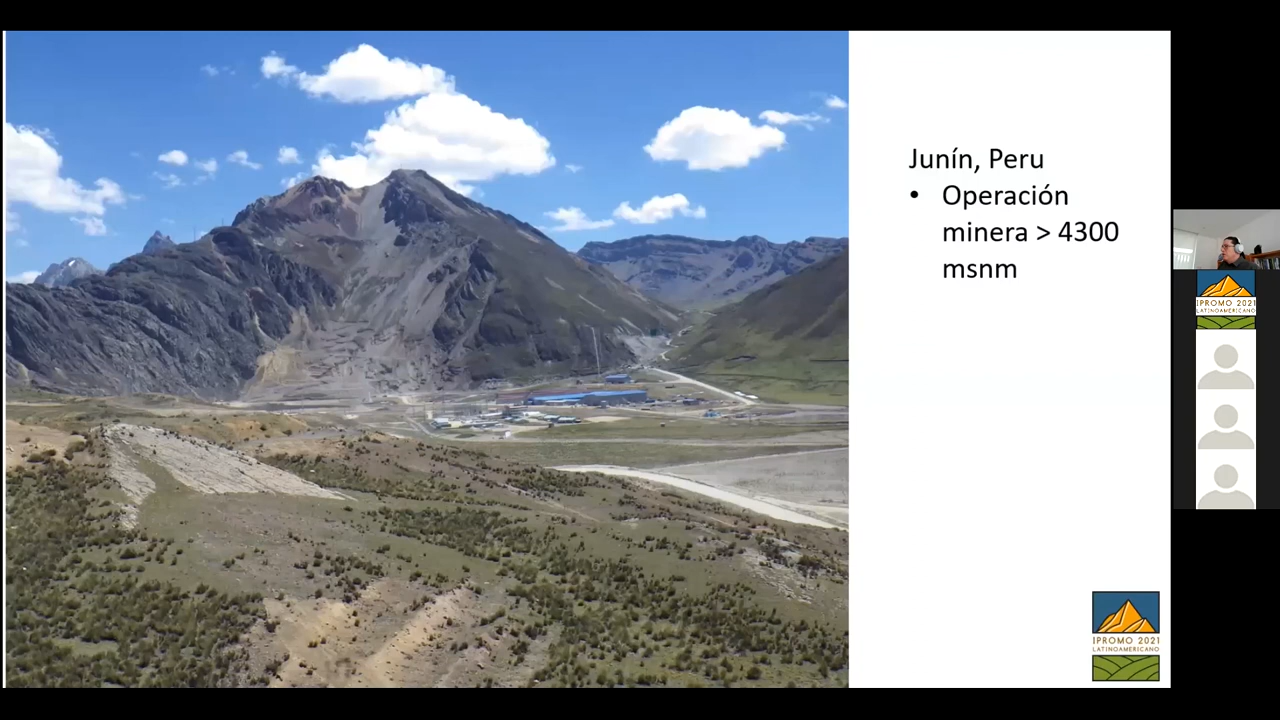 Junín, Peru
• Operación
minera > 4300
msnm
IPROMO 2021
LATINOAMERICANO
IPROMO 2021
LATINOAMERICANO